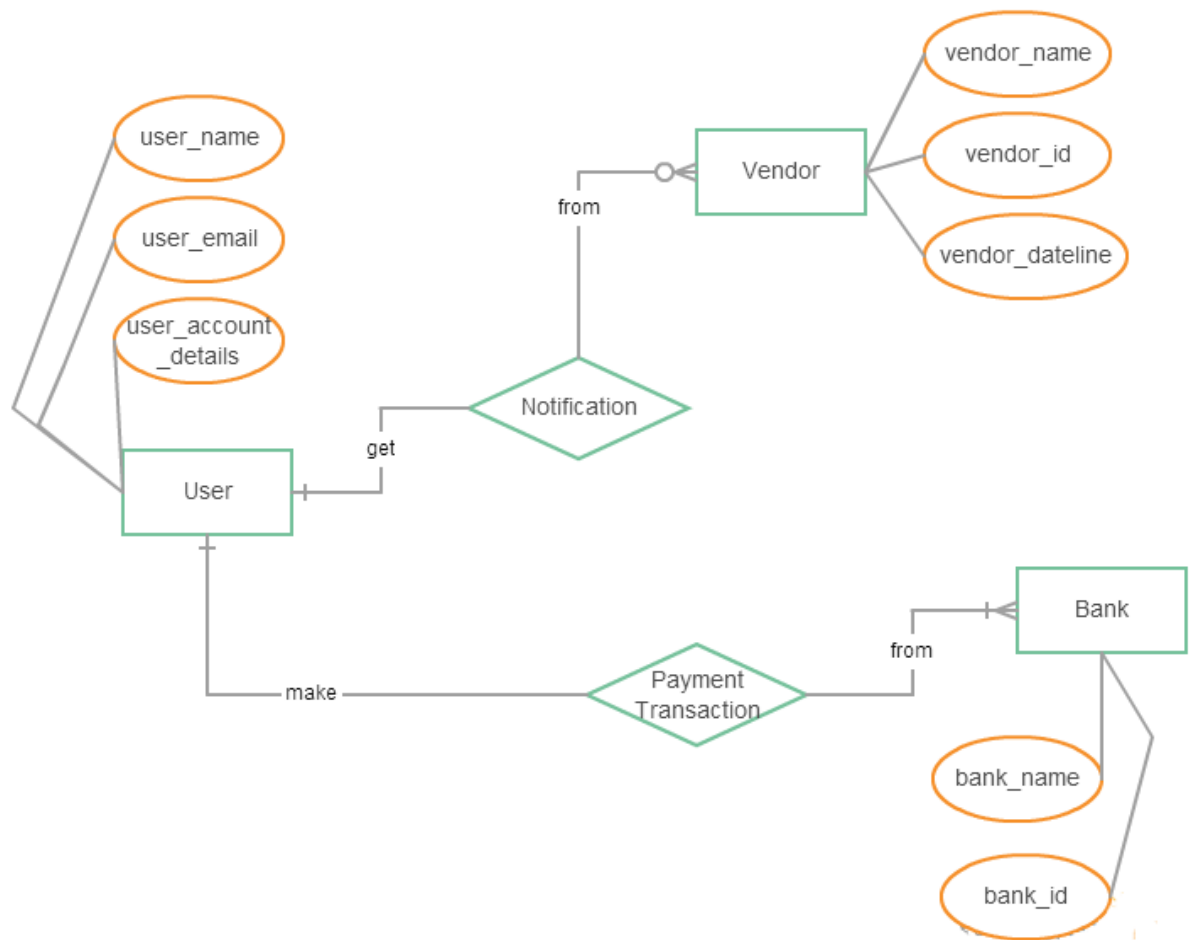 vendor_name
user_name
vendor_id
Vendor
from
user_email
vendor_dateline
user_account
_details
Notification
get
User
Bank
from
Payment
Transaction
make
bank_name
bank_id